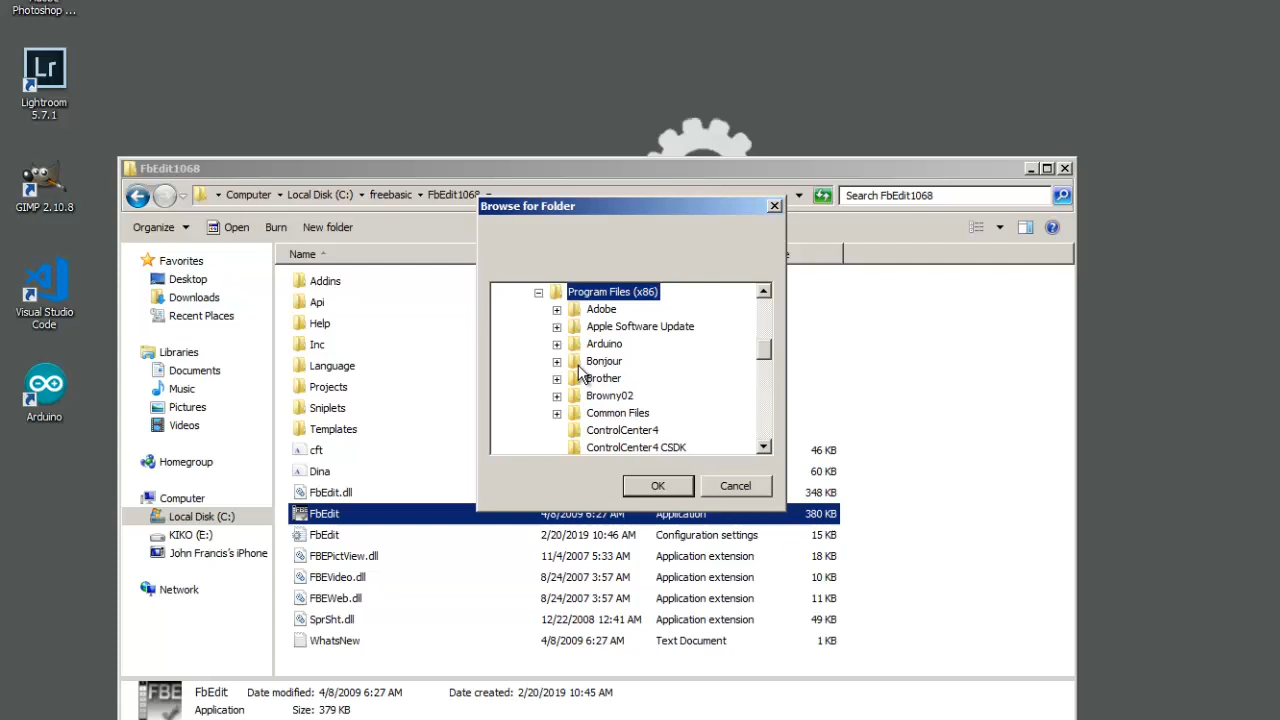 Adobe
Photoshop ...
Lr
Lightroom
5.7.1
GIMP 2.10.8
Visual Studio
Code
Arduino
FbEdit1068
Computer
Local Disk (C:)
freebasic
FbEdit1068
Search FbEdit1068
Organize
Open
Burn
New folder
Favorites
Desktop
Downloads
Recent Places
Libraries
Documents
Music
Pictures
Videos
Homegroup
Computer
Local Disk (C:)
KIKO (E:)
John Francis's iPhone
Network
Name
Addins
Api
Help
Inc
Language
Projects
Sniplets
Templates
cft 46 KB
Dina 60 KB
FbEdit.dll 348 KB
FbEdit 4/8/2009 6:27 AM Application 380 KB
FbEdit 2/20/2019 10:46 AM Configuration settings 15 KB
FBEPictView.dll 11/4/2007 5:33 AM Application extension 18 KB
FBEVideo.dll 8/24/2007 3:57 AM Application extension 10 KB
FBEWeb.dll 8/24/2007 3:57 AM Application extension 11 KB
SprSht.dll 12/22/2008 12:41 AM Application extension 49 KB
WhatsNew 4/8/2009 6:27 AM Text Document 1 KB
Browse for Folder
Program Files (x86)
Adobe
Apple Software Update
Arduino
Bonjour
Brother
Browny02
Common Files
ControlCenter4
ControlCenter4 CSDK
OK
Cancel
FBE
FbEdit Date modified: 4/8/2009 6:27 AM Date created: 2/20/2019 10:45 AM
Application Size: 379 KB